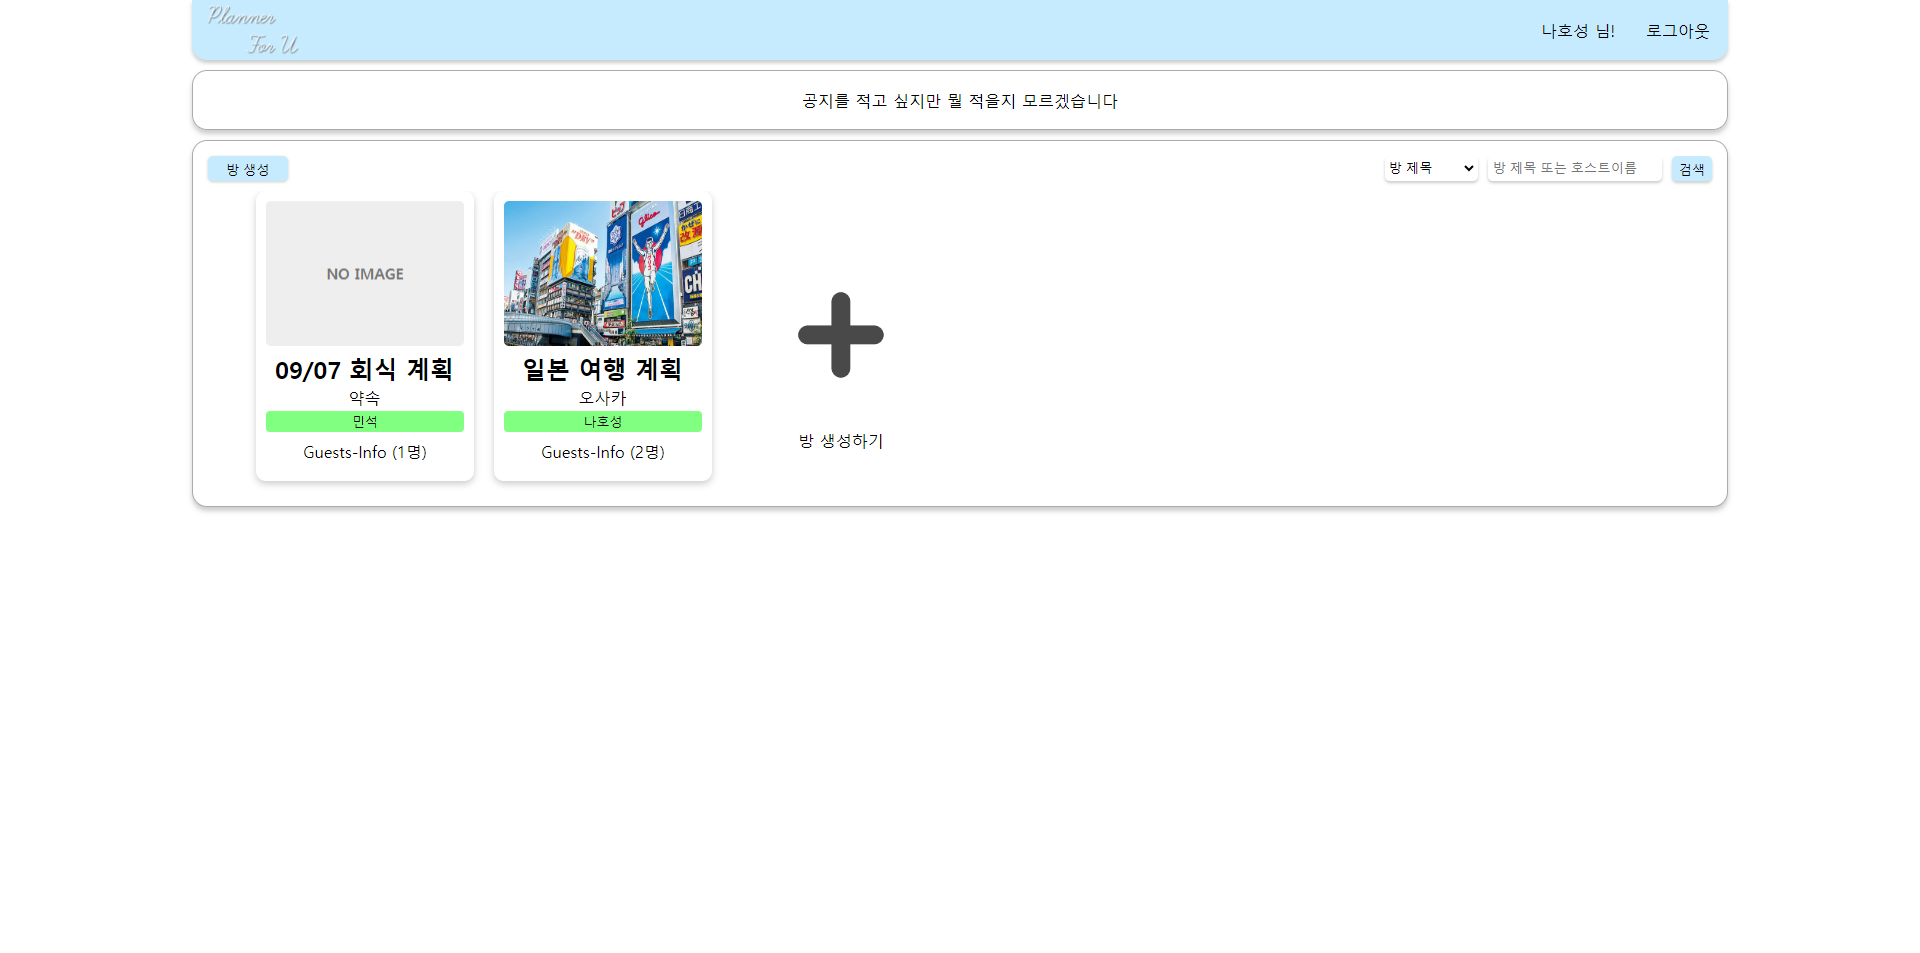 Planner
For U
나호성 님!
로그아웃
공지를 적고 싶지만 뭘 적을지 모르겠습니다
방 생성
방 제목
방 제목 또는 호스트이름
검색
NO IMAGE
09/07 회식 계획
약속
민석
Guests-Info (1명)
Glico
일본 여행 계획
오사카
나호성
Guests-Info (2명)
방 생성하기